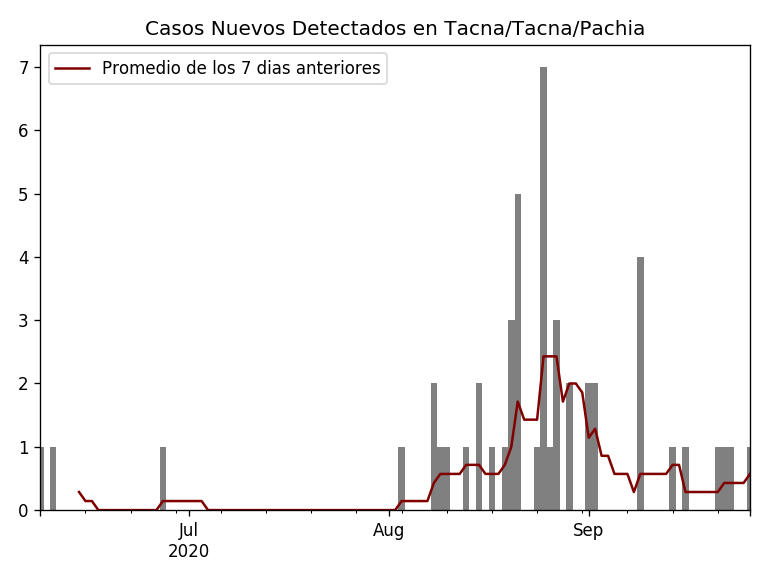 Casos Nuevos Detectados en Tacna/Tacna/Pachia
Promedio de los 7 dias anteriores
7
6
5
4
3
2
1
0
Jul
2020
Aug
Sep